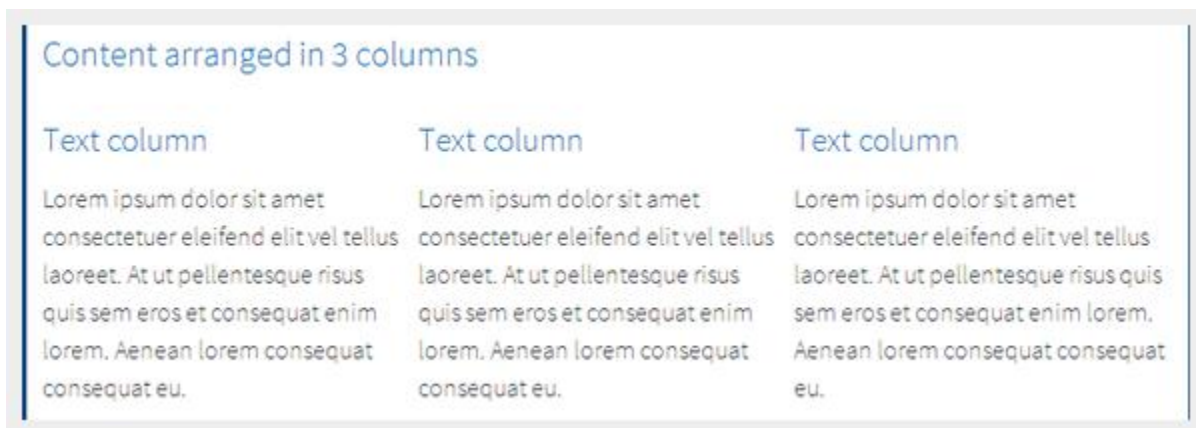 Content arranged in 3 columns
Text column
Lorem ipsum dolor sit amet
consectetuer eleifend elit vel tellus
laoreet. At ut pellentesque risus
quis sem eros et consequat enim
lorem. Aenean lorem consequat
consequat eu.
Text column
Lorem ipsum dolor sit amet
consectetuer eleifend elit vel tellus
laoreet. At ut pellentesque risus
quis sem eros et consequat enim
lorem. Aenean lorem consequat
consequat eu.
Text column
Lorem ipsum dolor sit amet
consectetuer eleifend elit vel tellus
laoreet. At ut pellentesque risus quis
sem eros et consequat enim lorem.
Aenean lorem consequat consequat
eu.